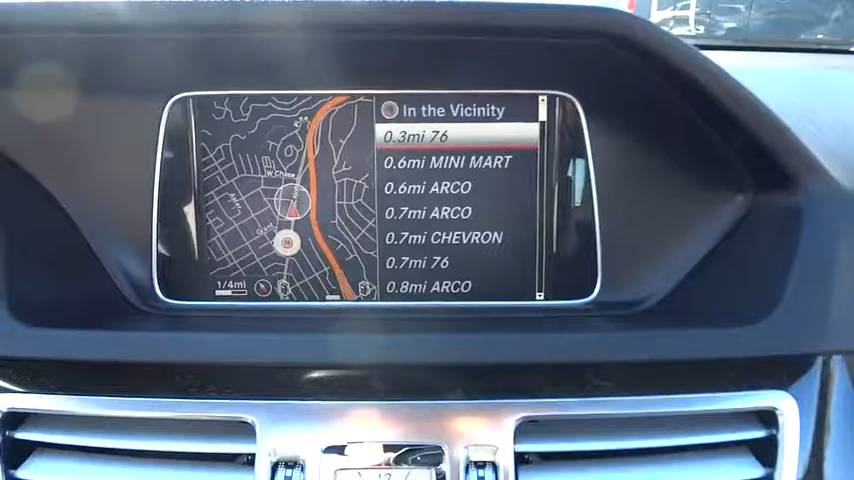 In the Vicinity
0.3mi 76
0.6mi MINI MART
0.6mi ARCO
0.7mi ARCO
0.7mi CHEVRON
0.7mi 76
0.8mi ARCO
W Chase
1/4mi
12